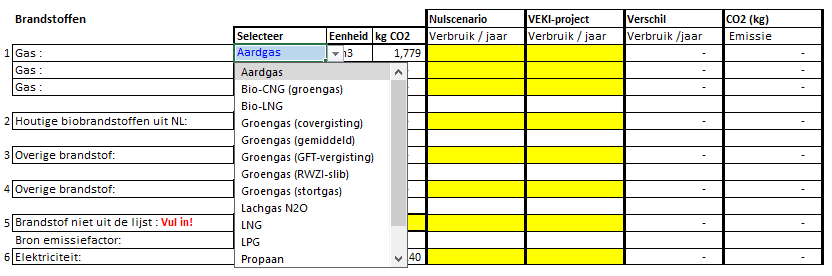 Brandstoffen Nulscenario VEKI-project Verschil CO2 (kg)
Selecteer Eenheid kg CO2 Verbruik / jaar Verbruik / jaar Verbruik /jaar Emissie
1 Gas : Aardgas n3 1,779 - -
Gas : Aardgas - -
Gas : Bio-CNG (groengas) - -
Bio-LNG
2 Houtige biobrandstoffen uit NL: Groengas (covergisting) - -
Groengas (gemiddeld)
3 Overige brandstof: Groengas (GFT-vergisting) - -
Groengas (RWZI-slib)
4 Overige brandstof: Groengas (stortgas) - -
Lachgas N2O
5 Brandstof niet uit de lijst : Vul in! LNG - -
Bron emissiefactor: LPG
6 Elektriciteit: Propaan 40 - -